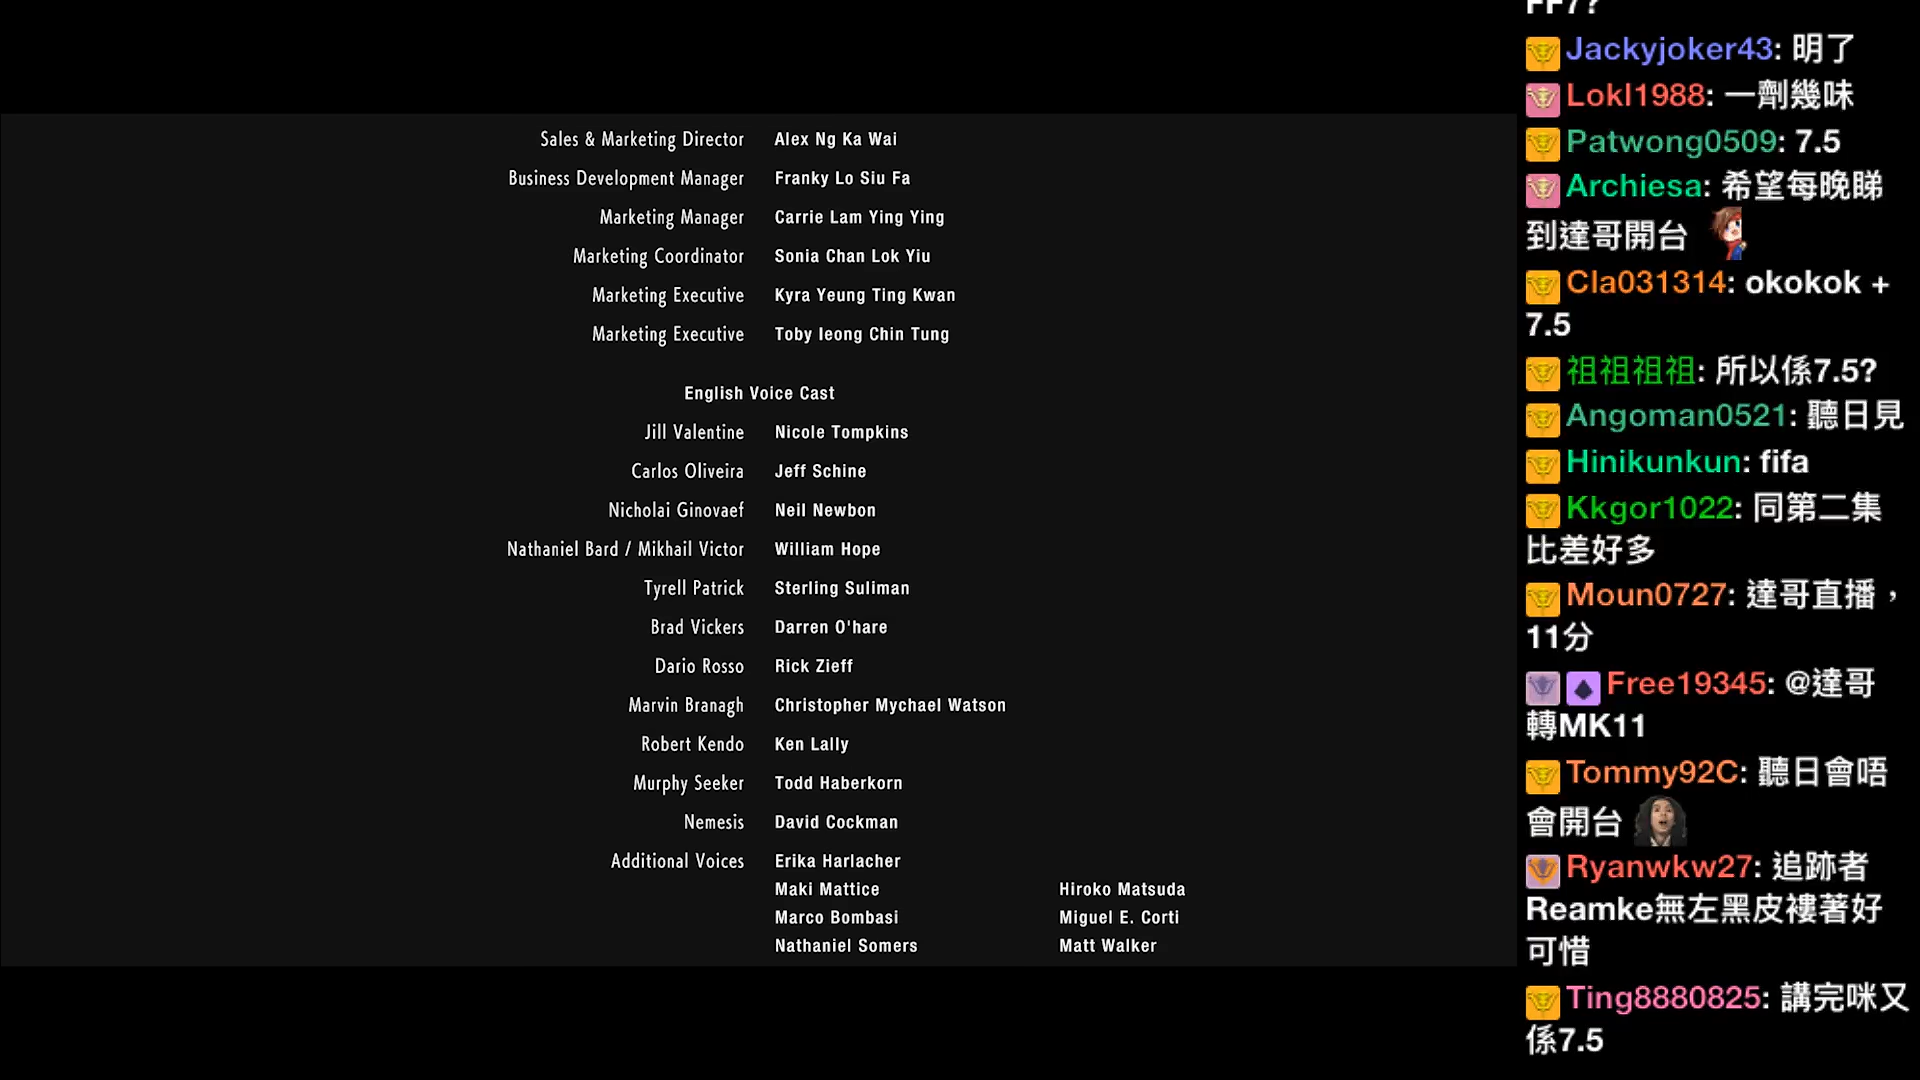 Sales & Marketing Director Alex Ng Ka Wai
Business Development Manager Franky Lo Siu Fa
Marketing Manager Carrie Lam Ying Ying
Marketing Coordinator Sonia Chan Lok Yiu
Marketing Executive Kyra Yeung Ting Kwan
Marketing Executive Toby Ieong Chin Tung
English Voice Cast
Jill Valentine Nicole Tompkins
Carlos Oliveira Jeff Schine
Nicholai Ginovaef Neil Newbon
Nathaniel Bard / Mikhail Victor William Hope
Tyrell Patrick Sterling Suliman
Brad Vickers Darren O'hare
Dario Rosso Rick Zieff
Marvin Branagh Christopher Mychael Watson
Robert Kendo Ken Lally
Murphy Seeker Todd Haberkorn
Nemesis David Cockman
Additional Voices Erika Harlacher
Maki Mattice Hiroko Matsuda
Marco Bombasi Miguel E. Corti
Nathaniel Somers Matt Walker
FF7?
Jackyjoker43: 明了
Lokl1988: 一劑幾味
Patwong0509: 7.5
Archiesa: 希望每晚睇
到達哥開台
Cla031314: okokok +
7.5
祖祖祖祖: 所以係7.5?
Angoman0521: 聽日見
Hinikunkun: fifa
Kkgor1022: 同第二集
比差好多
Moun0727: 達哥直播，
11分
Free19345: @達哥
轉MK11
Tommy92C: 聽日會唔
會開台
Ryanwkw27: 追跡者
Reamke無左黑皮褸著好
可惜
Ting8880825: 講完咪又
係7.5